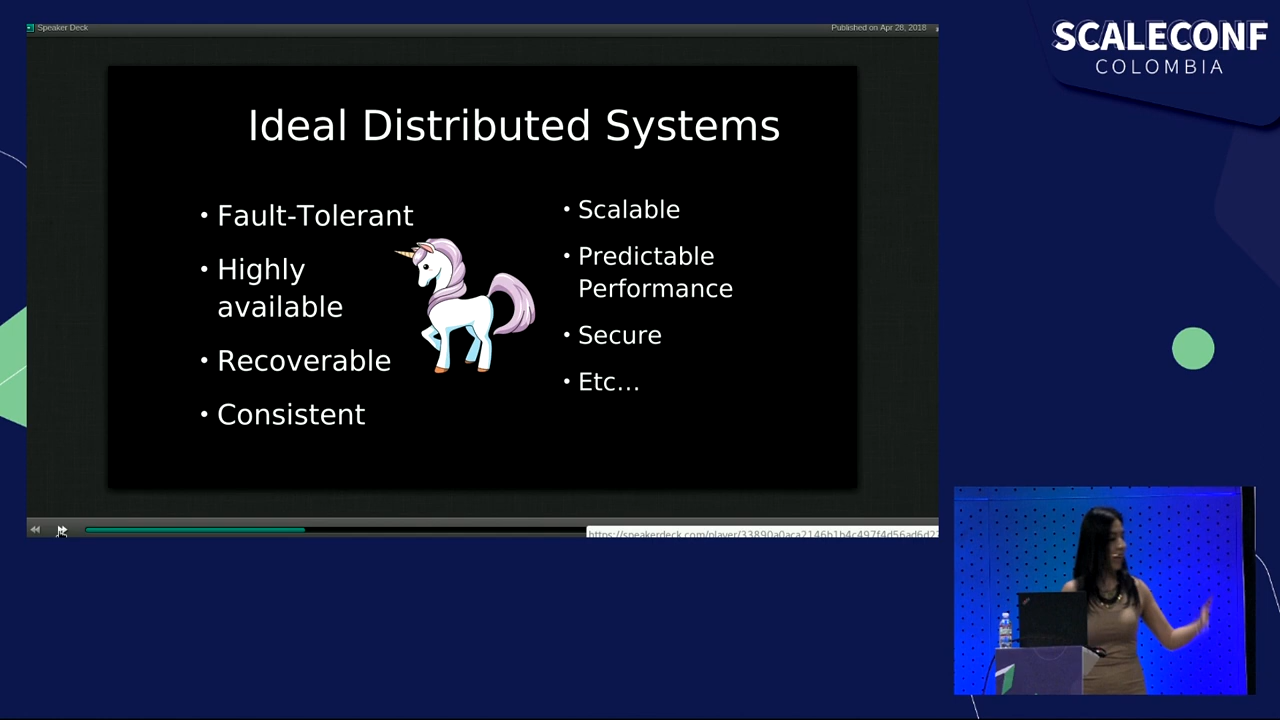 Speaker Deck
Published on Apr 28, 2018
SCALECONF
COLOMBIA
Ideal Distributed Systems
• Fault-Tolerant
• Highly
available
• Recoverable
• Consistent
• Scalable
• Predictable
Performance
• Secure
• Etc...